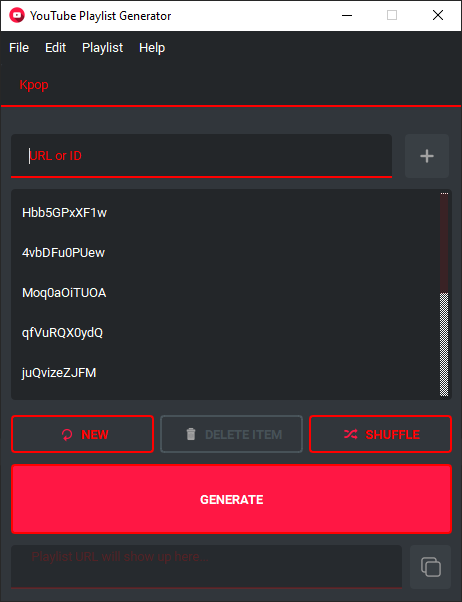 YouTube Playlist Generator
File Edit Playlist Help
Kpop
URL or ID
Hbb5GPxXF1w
4vbDFu0PUew
Moq0aOiTUOA
qfVuRQX0ydQ
juQvizeZJFM
NEW DELETE ITEM SHUFFLE
GENERATE
Playlist URL will show up here...